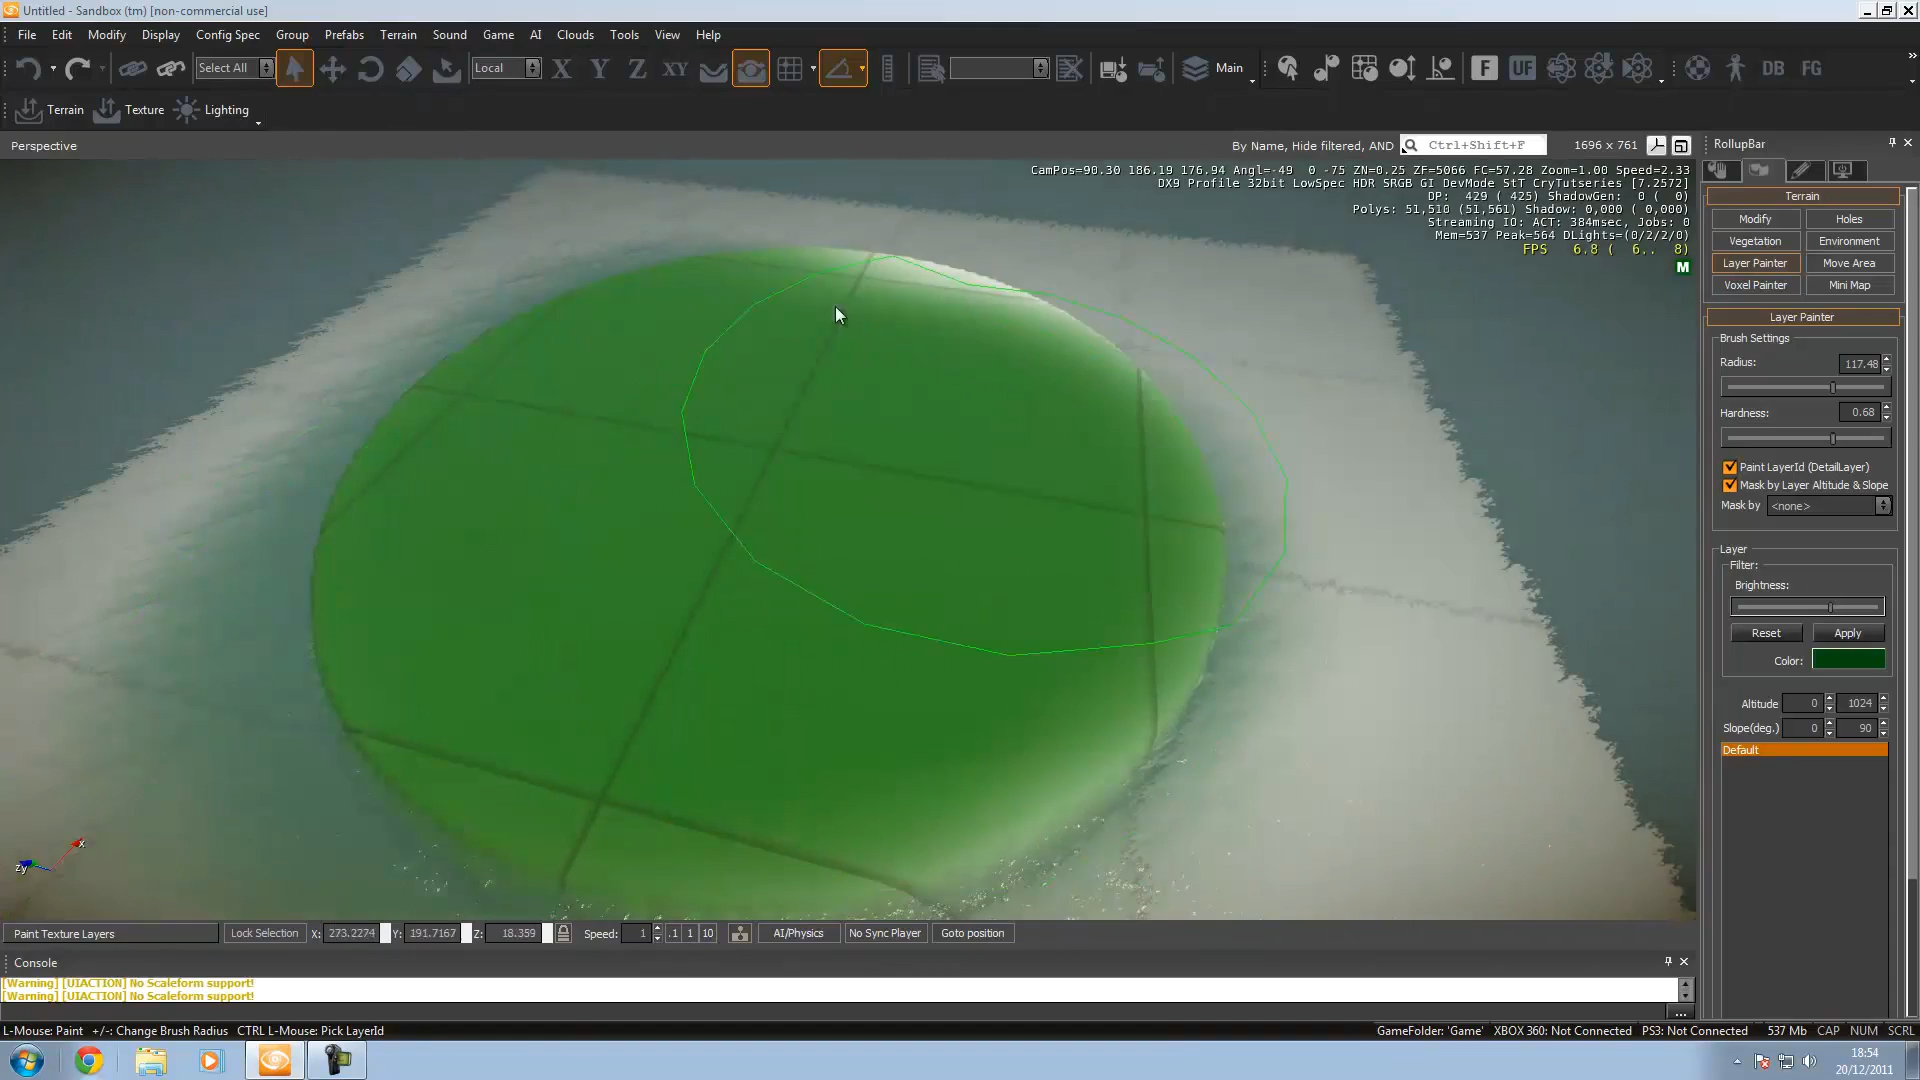 Untitled - Sandbox (tm) [non-commercial use]
File Edit Modify Display Config Spec Group Prefabs Terrain Sound Game AI Clouds Tools View Help
Select All Local X Y Z XY Main F UF DB FG
Terrain Texture Lighting
Perspective By Name, Hide filtered, AND Ctrl+Shift+F 1696 x 761
CamPos=90.30 186.19 176.94 Angl=-49 0 -75 ZN=0.25 ZF=5066 FC=57.28 Zoom=1.00 Speed=2.33
DX9 Profile 32bit LowSpec HDR SRGB GI DevMode StT CryTutseries [7.2572]
DP: 429 ( 425) ShadowGen: 0 ( 0)
Polys: 51,510 (51,561) Shadow: 0,000 ( 0,000)
Streaming IO: ACT: 384msec, Jobs: 0
Mem=537 Peak=564 DLights=(0/2/2/0)
FPS 6.8 ( 6.. 8)
M
RollupBar
Terrain
Modify Holes
Vegetation Environment
Layer Painter Move Area
Voxel Painter Mini Map
Layer Painter
Brush Settings
Radius: 117.48
Hardness: 0.68
Paint LayerId (DetailLayer)
Mask by Layer Altitude & Slope
Mask by <none>
Layer
Filter:
Brightness:
Reset Apply
Color:
Altitude 0 1024
Slope(deg.) 0 90
Default
x
zy
Paint Texture Layers Lock Selection X: 273.2274 Y: 191.7167 Z: 18.359 Speed: 1 .1 1 10 AI/Physics No Sync Player Goto position
Console
[Warning] [UIACTION] No Scaleform support!
[Warning] [UIACTION] No Scaleform support!
...
L-Mouse: Paint +/-: Change Brush Radius CTRL L-Mouse: Pick LayerId GameFolder: 'Game' XBOX 360: Not Connected PS3: Not Connected 537 Mb CAP NUM SCRL
18:54
20/12/2011